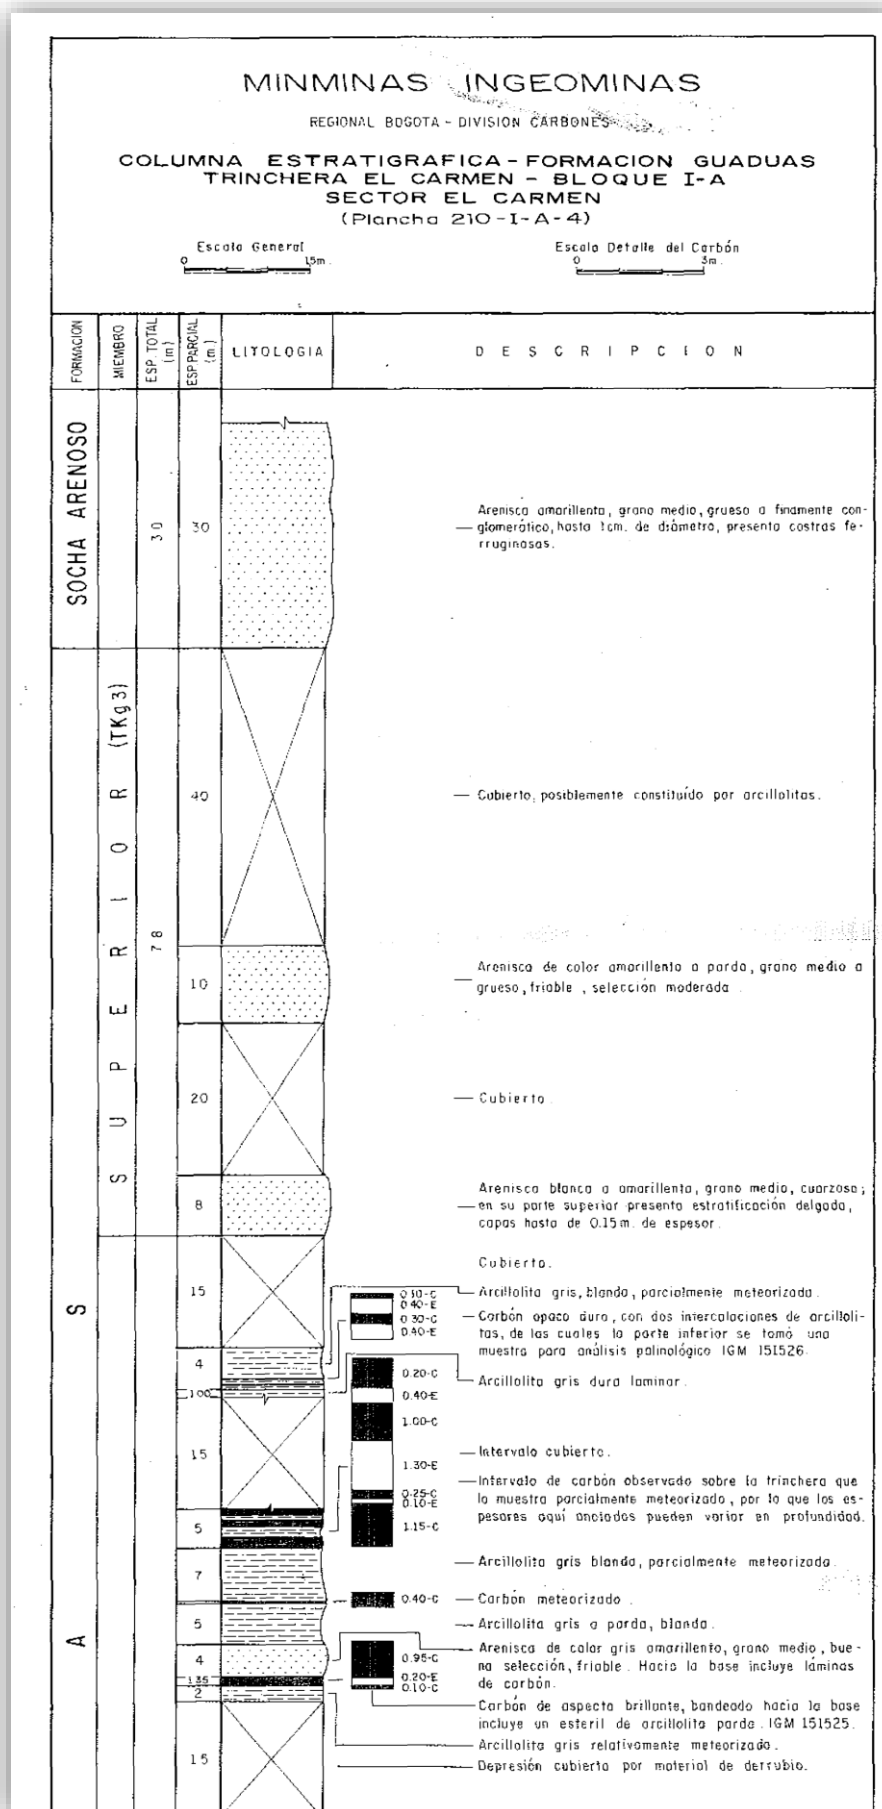 MINMINAS INGEOMINAS
REGIONAL BOGOTA - DIVISION CARBONES
COLUMNA ESTRATIGRAFICA - FORMACION GUADUAS
TRINCHERA EL CARMEN - BLOQUE I-A
SECTOR EL CARMEN
(Plancha 210-I-A-4)
Escala General
0 15m.
Escala Detalle del Carbón
0 3m.
FORMACION
MIEMBRO
ESP. TOTAL (m)
ESP. PARCIAL (m)
LITOLOGIA
DESCRIPCION
SOCHA ARENOSO
30
30
Arenisca amarillenta, grano medio, grueso a finamente con-
glomerático, hasta 1cm. de diámetro, presenta costras fe-
rruginosas.
SUPERIOR (TKg3)
78
40
Cubierto, posiblemente constituído por arcillolitas.
10
Arenisca de color amarillento a parda, grano medio a
grueso, friable, selección moderada
20
Cubierto
8
Arenisca blanca a amarillenta, grano medio, cuarzosa;
en su parte superior presenta estratificación delgada,
capas hasta de 0.15m. de espesor.
S
A
15
Cubierto.
Arcillolita gris, blanda, parcialmente meteorizada.
0.10-C
0.40-E
0.30-C
0.40-E
Carbón opaco duro, con dos intercalaciones de arcilloli-
tas, de las cuales la parte inferior se tomó una
muestra para análisis palinológico IGM 151526.
4
1.00
Arcillolita gris dura laminar.
0.20-C
0.40-E
1.00-C
1.30-E
0.25-C
0.10-E
1.15-C
15
Intervalo cubierto.
Intervalo de carbón observado sobre la trinchera que
lo muestra parcialmente meteorizado, por lo que los es-
pesores aquí anotados pueden variar en profundidad.
5
7
Arcillolita gris blanda, parcialmente meteorizada.
0.40-C
Carbón meteorizado.
5
Arcillolita gris a parda, blanda.
4
Arenisca de color gris amarillento, grano medio, bue-
na selección, friable. Hacia la base incluye láminas
de carbón.
0.95-C
0.20-E
0.10-C
1.35
Carbón de aspecto brillante, bandeado hacia la base
incluye un esteril de arcillolita parda. IGM 151525.
2
Arcillolita gris relativamente meteorizada.
15
Depresión cubierta por material de derrubio.